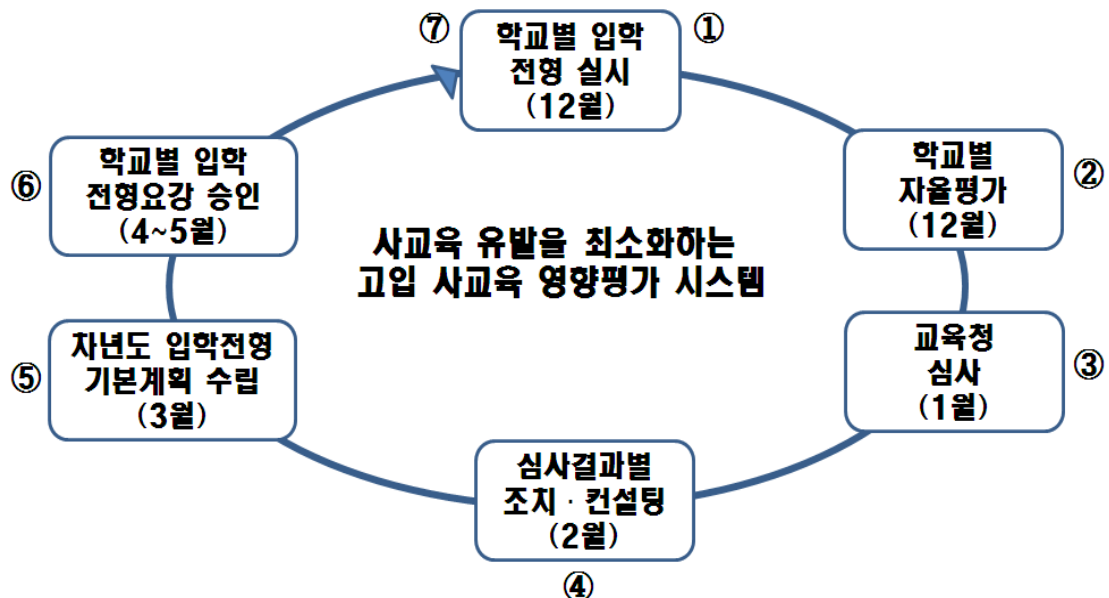 ⑦
학교별 입학
전형 실시
(12월)
①
학교별
자율평가
(12월)
②
교육청
심사
(1월)
③
심사결과별
조치·컨설팅
(2월)
④
차년도 입학전형
기본계획 수립
(3월)
⑤
학교별 입학
전형요강 승인
(4~5월)
⑥
사교육 유발을 최소화하는
고입 사교육 영향평가 시스템